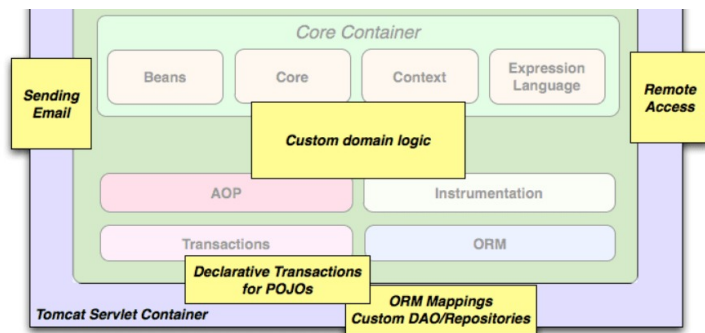 Core Container
Beans
Core
Context
Expression
Language
Sending
Email
Remote
Access
Custom domain logic
AOP
Instrumentation
Transactions
ORM
Declarative Transactions
for POJOs
ORM Mappings
Custom DAO/Repositories
Tomcat Servlet Container